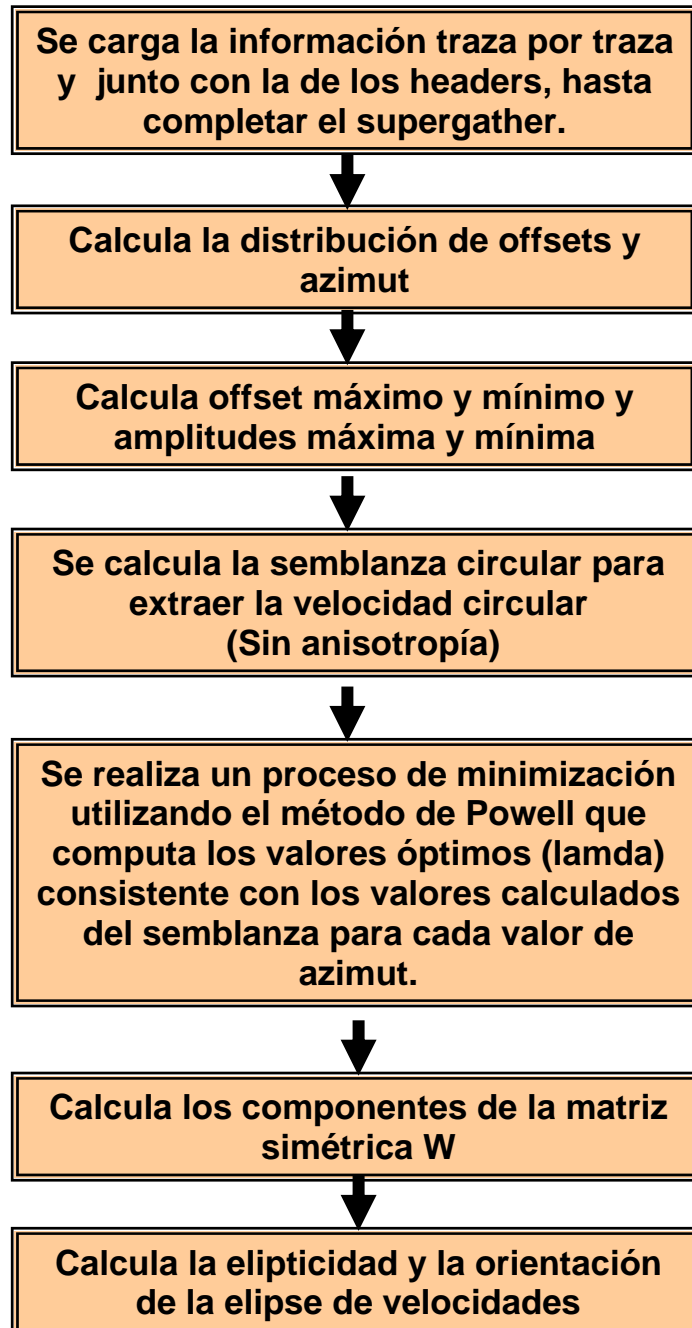 Se carga la información traza por traza
y junto con la de los headers, hasta
completar el supergather.
Calcula la distribución de offsets y
azimut
Calcula offset máximo y mínimo y
amplitudes máxima y mínima
Se calcula la semblanza circular para
extraer la velocidad circular
(Sin anisotropía)
Se realiza un proceso de minimización
utilizando el método de Powell que
computa los valores óptimos (lamda)
consistente con los valores calculados
del semblanza para cada valor de
azimut.
Calcula los componentes de la matriz
simétrica W
Calcula la elipticidad y la orientación
de la elipse de velocidades